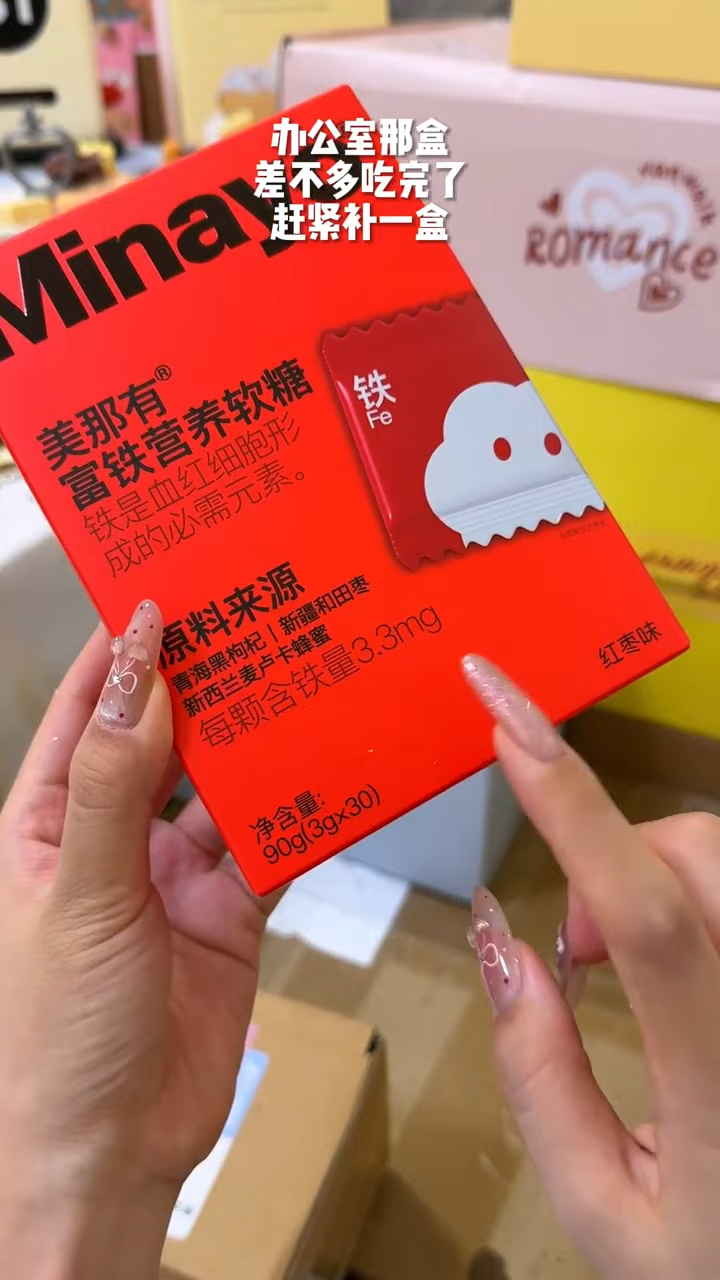 办公室那盒
差不多吃完了
赶紧补一盒
Minayo
美那有®
富铁营养软糖
铁是血红细胞形
成的必需元素。
铁
Fe
原料来源
青海黑枸杞｜新疆和田枣
新西兰麦卢卡蜂蜜
每颗含铁量3.3mg
红枣味
净含量:
90g(3g×30)
ROmance